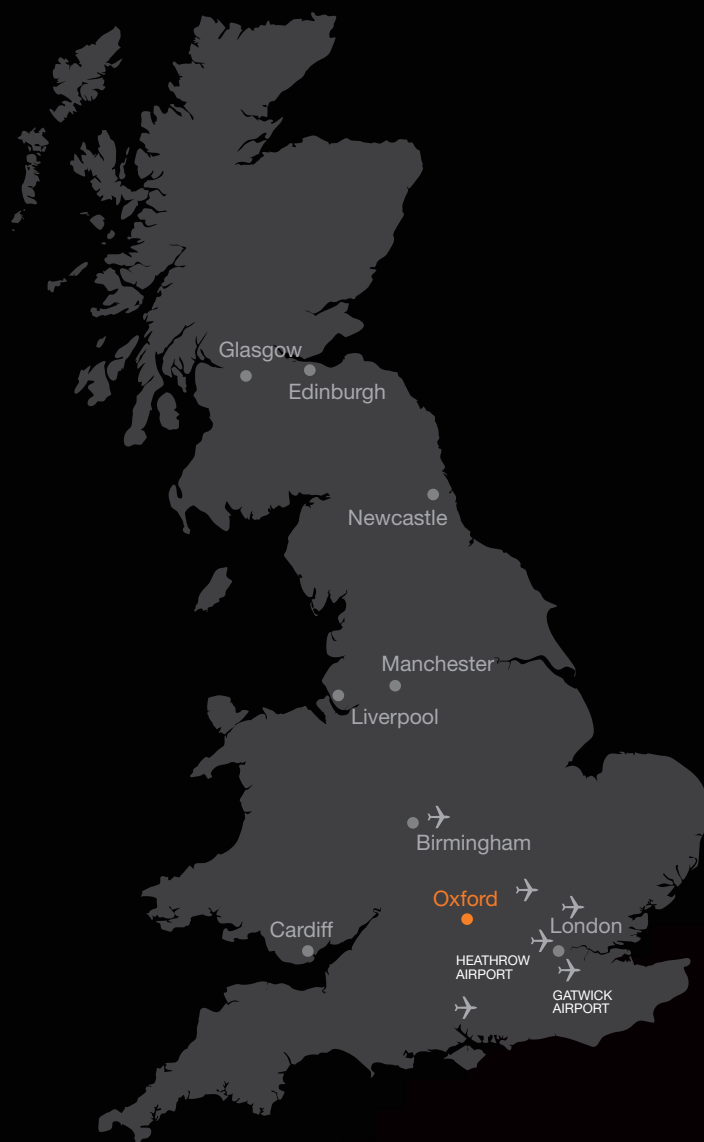 Glasgow
Edinburgh
Newcastle
Manchester
Liverpool
Birmingham
Oxford
London
Cardiff
HEATHROW
AIRPORT
GATWICK
AIRPORT